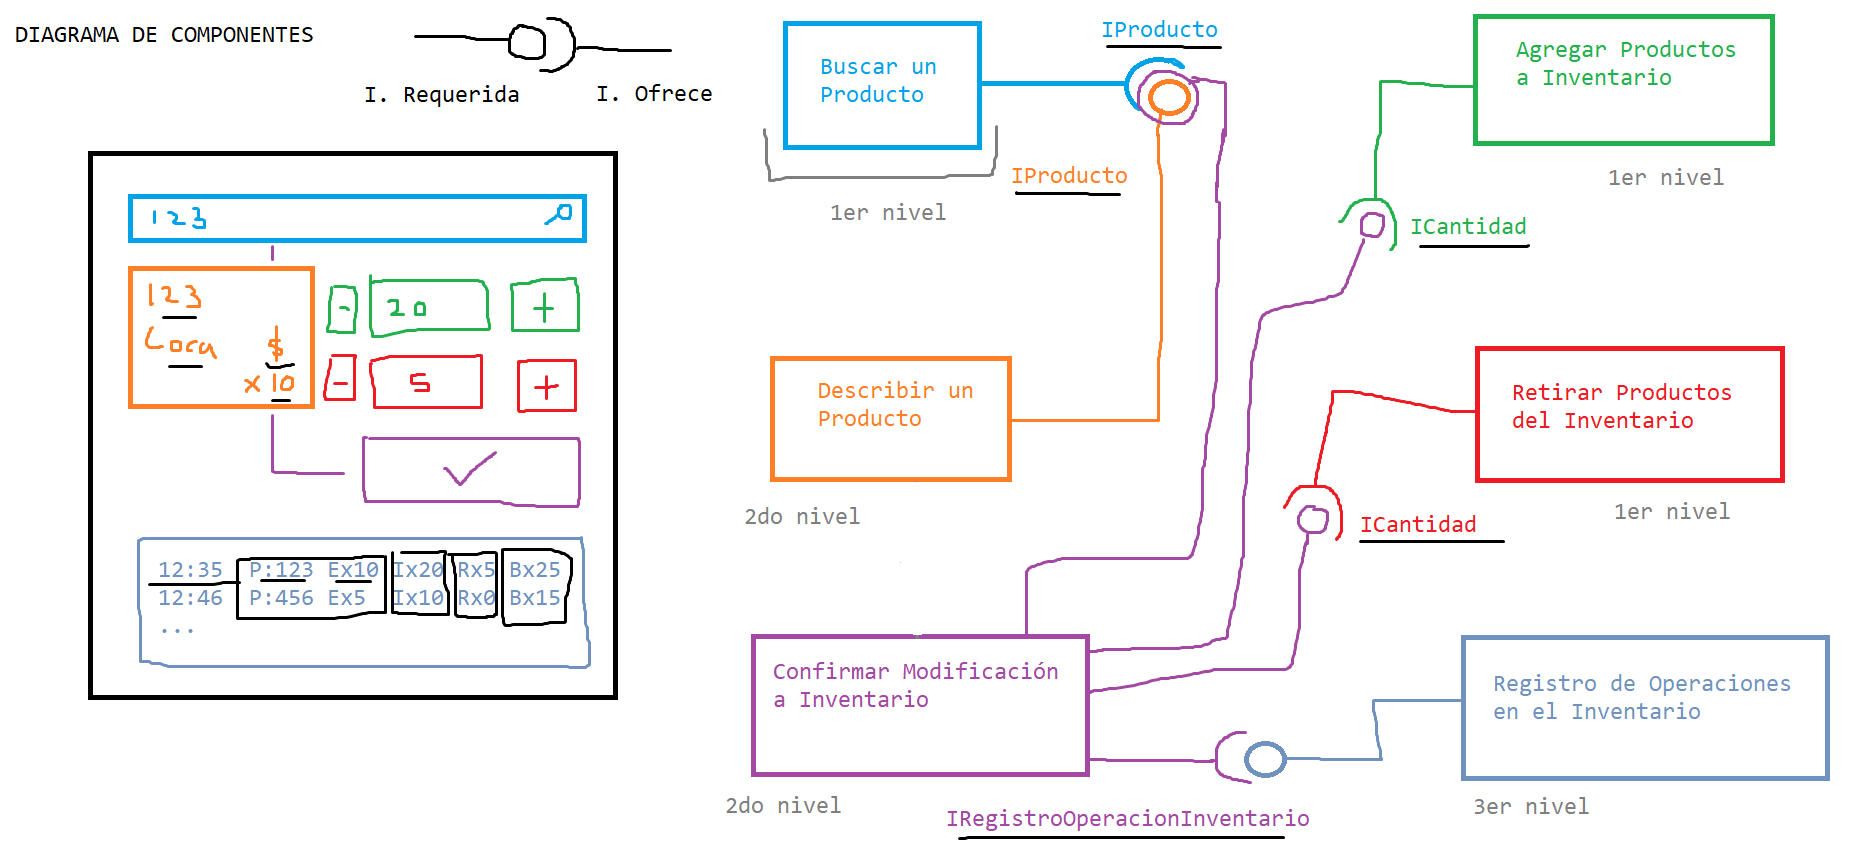 DIAGRAMA DE COMPONENTES
I. Requerida
I. Ofrece
123
123
Coca
$
x 10
- 20 +
- 5 +
12:35 P:123 Ex10 Ix20 Rx5 Bx25
12:46 P:456 Ex5 Ix10 Rx0 Bx15
...
Buscar un
Producto
1er nivel
IProducto
IProducto
Describir un
Producto
2do nivel
Confirmar Modificación
a Inventario
2do nivel
IRegistroOperacionInventario
Agregar Productos
a Inventario
1er nivel
ICantidad
Retirar Productos
del Inventario
1er nivel
ICantidad
Registro de Operaciones
en el Inventario
3er nivel